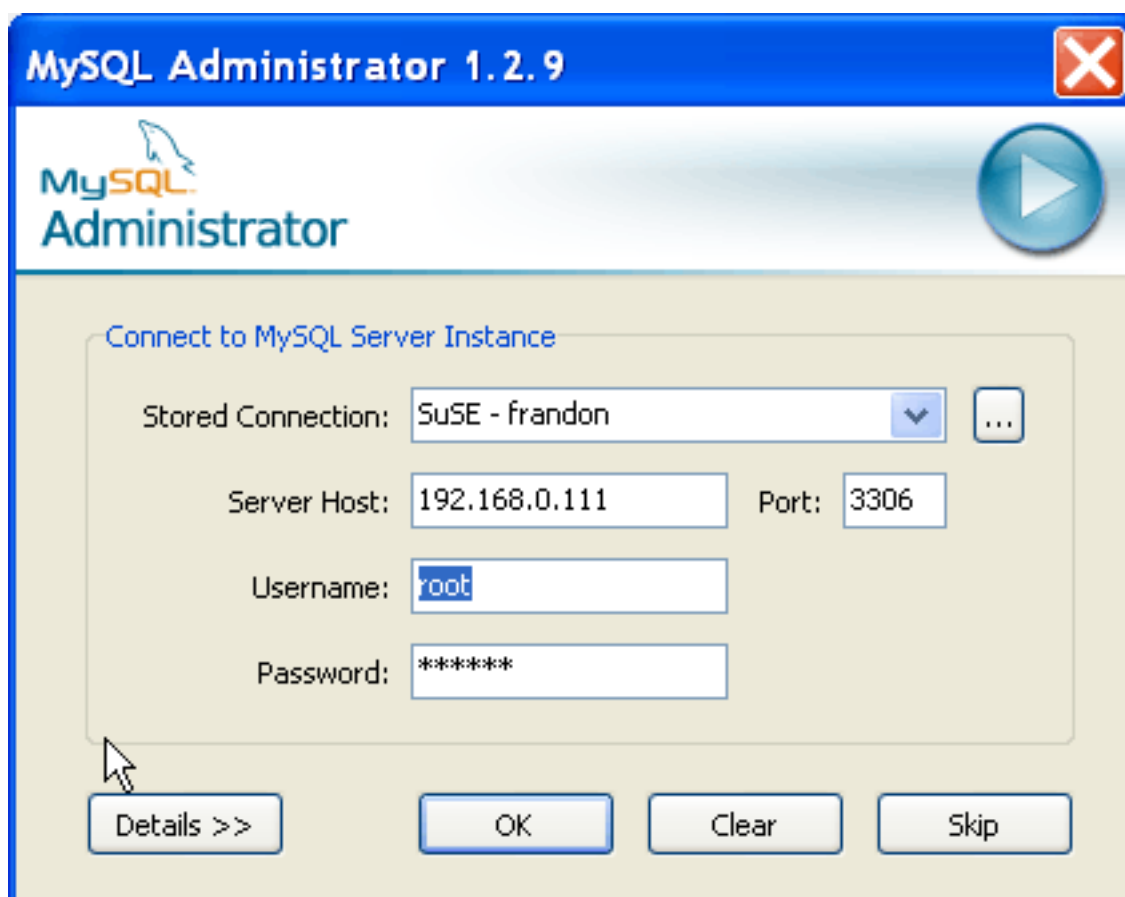 MySQL Administrator 1.2.9
MySQL
Administrator
Connect to MySQL Server Instance
Stored Connection: SuSE - frandon ...
Server Host: 192.168.0.111 Port: 3306
Username: root
Password: ******
Details >> OK Clear Skip